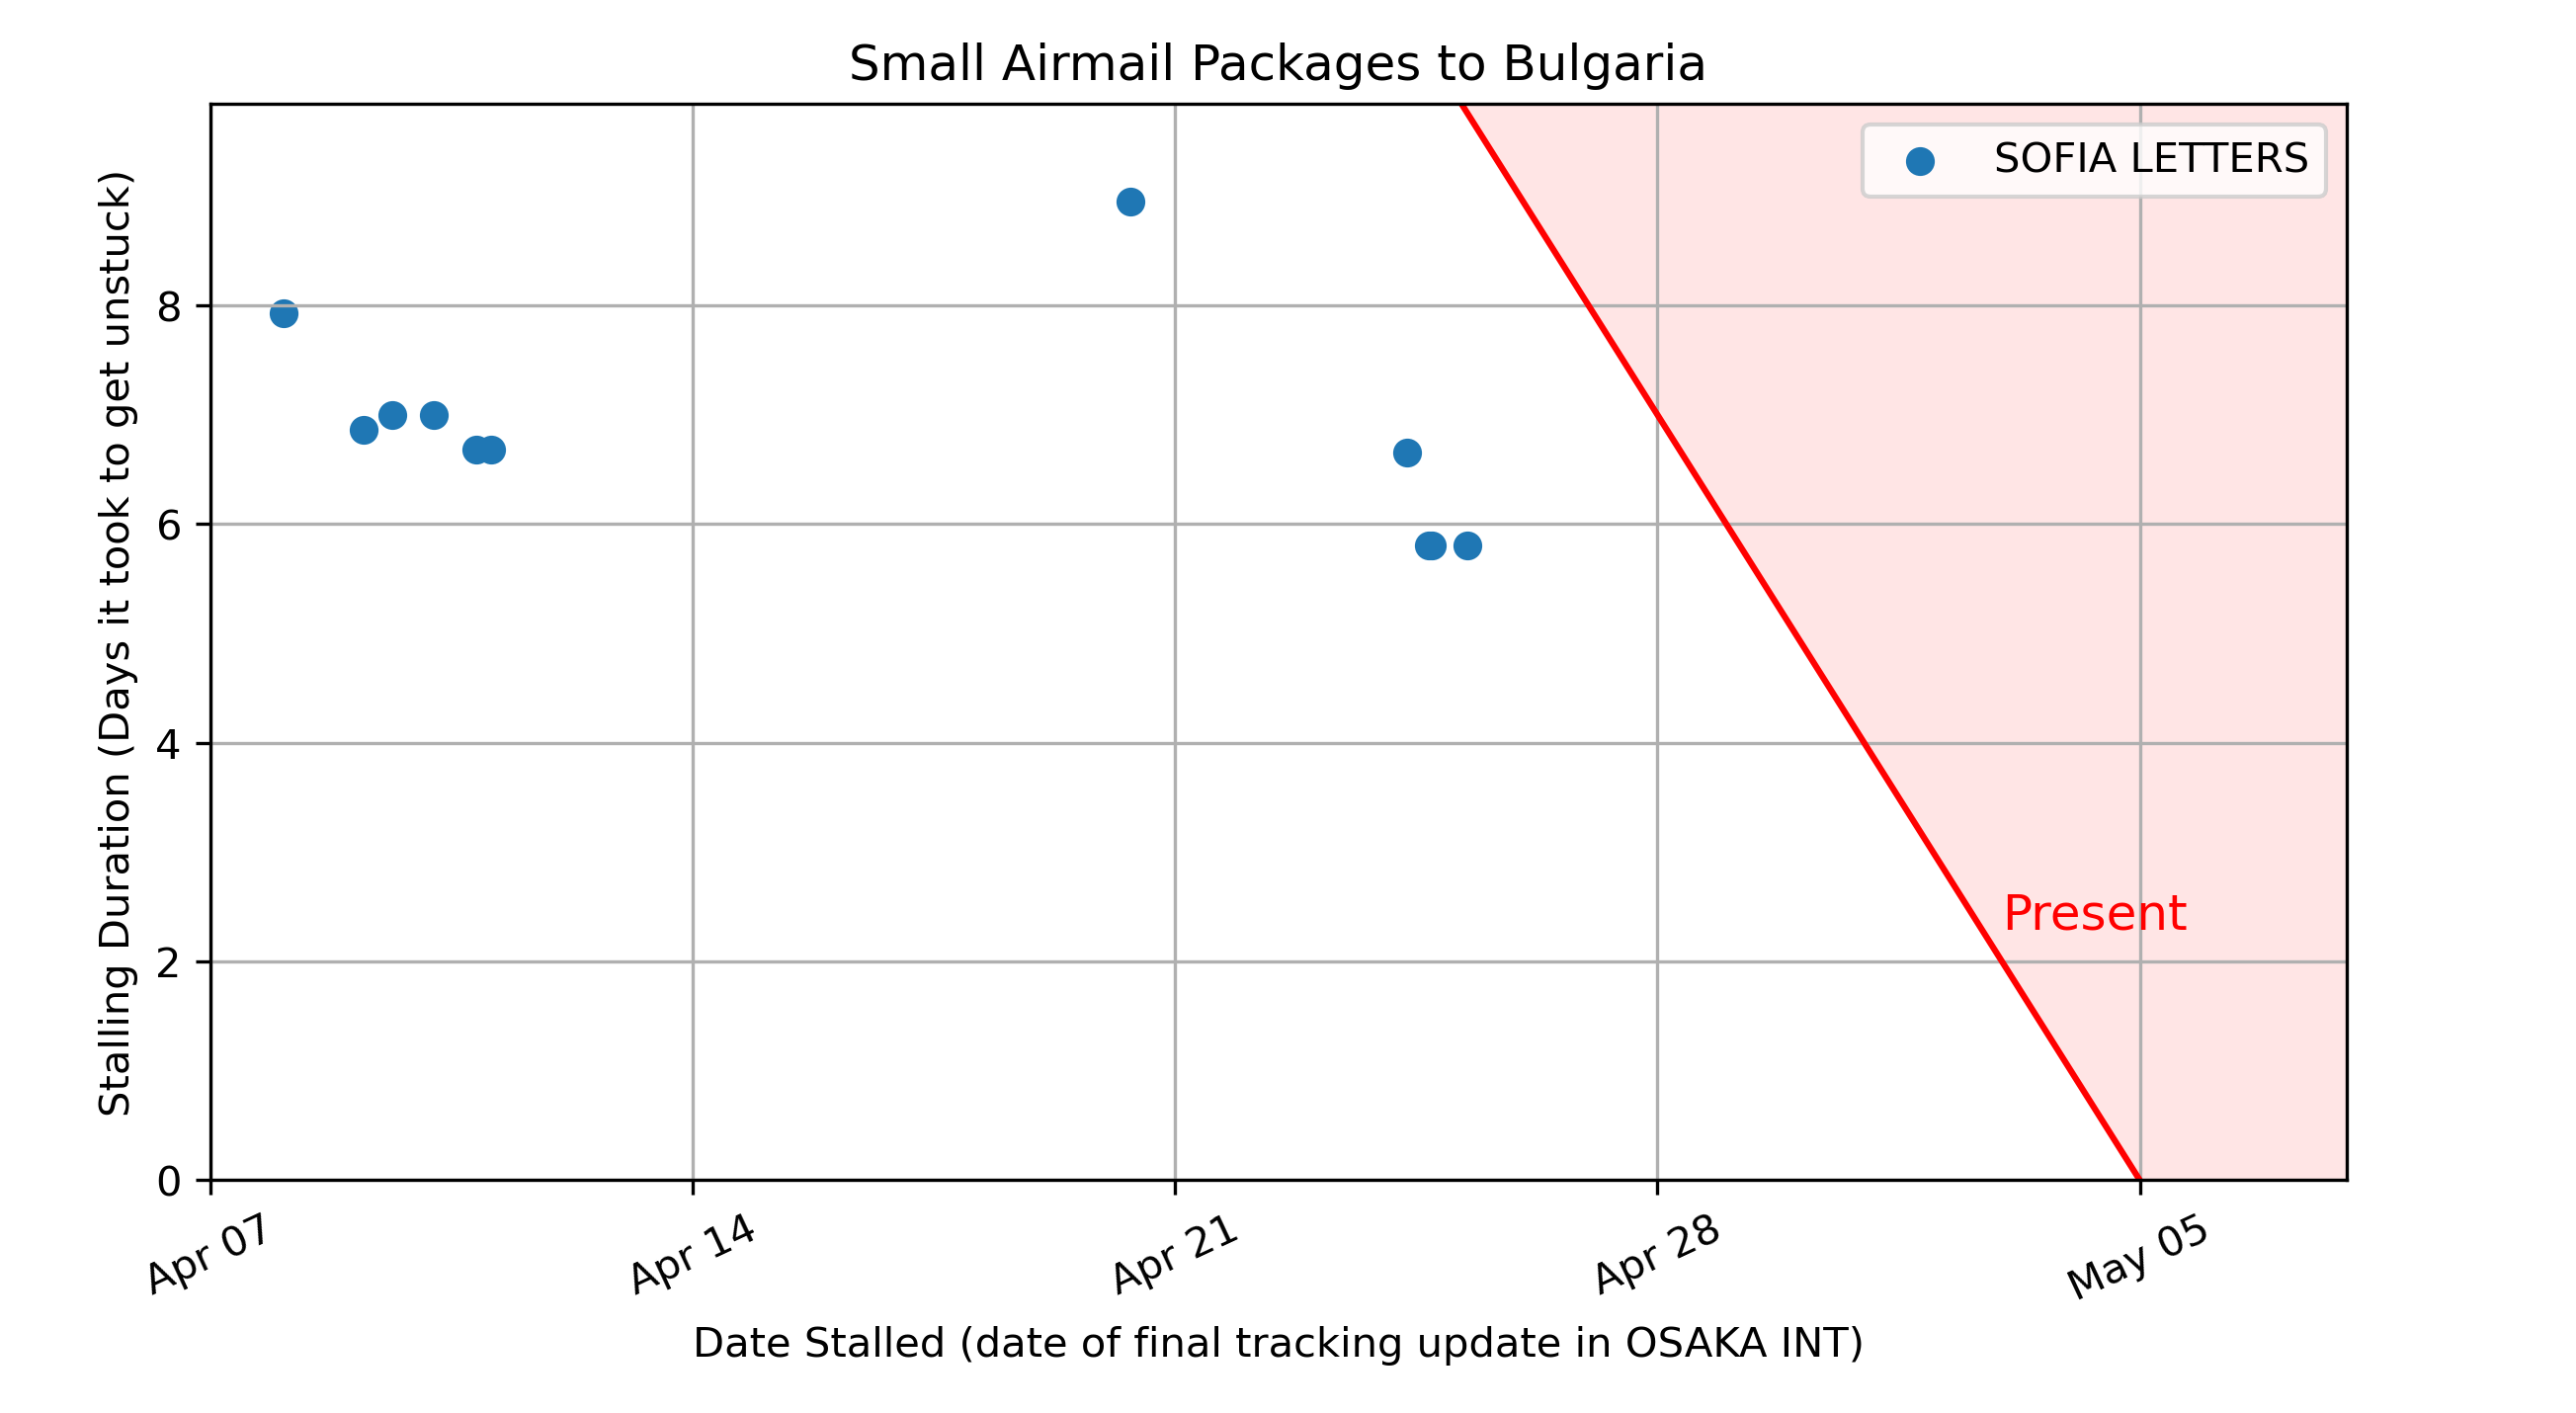 Small Airmail Packages to Bulgaria
SOFIA LETTERS
Stalling Duration (Days it took to get unstuck)
8
6
4
2
0
Present
Apr 07
Apr 14
Apr 21
Apr 28
May 05
Date Stalled (date of final tracking update in OSAKA INT)